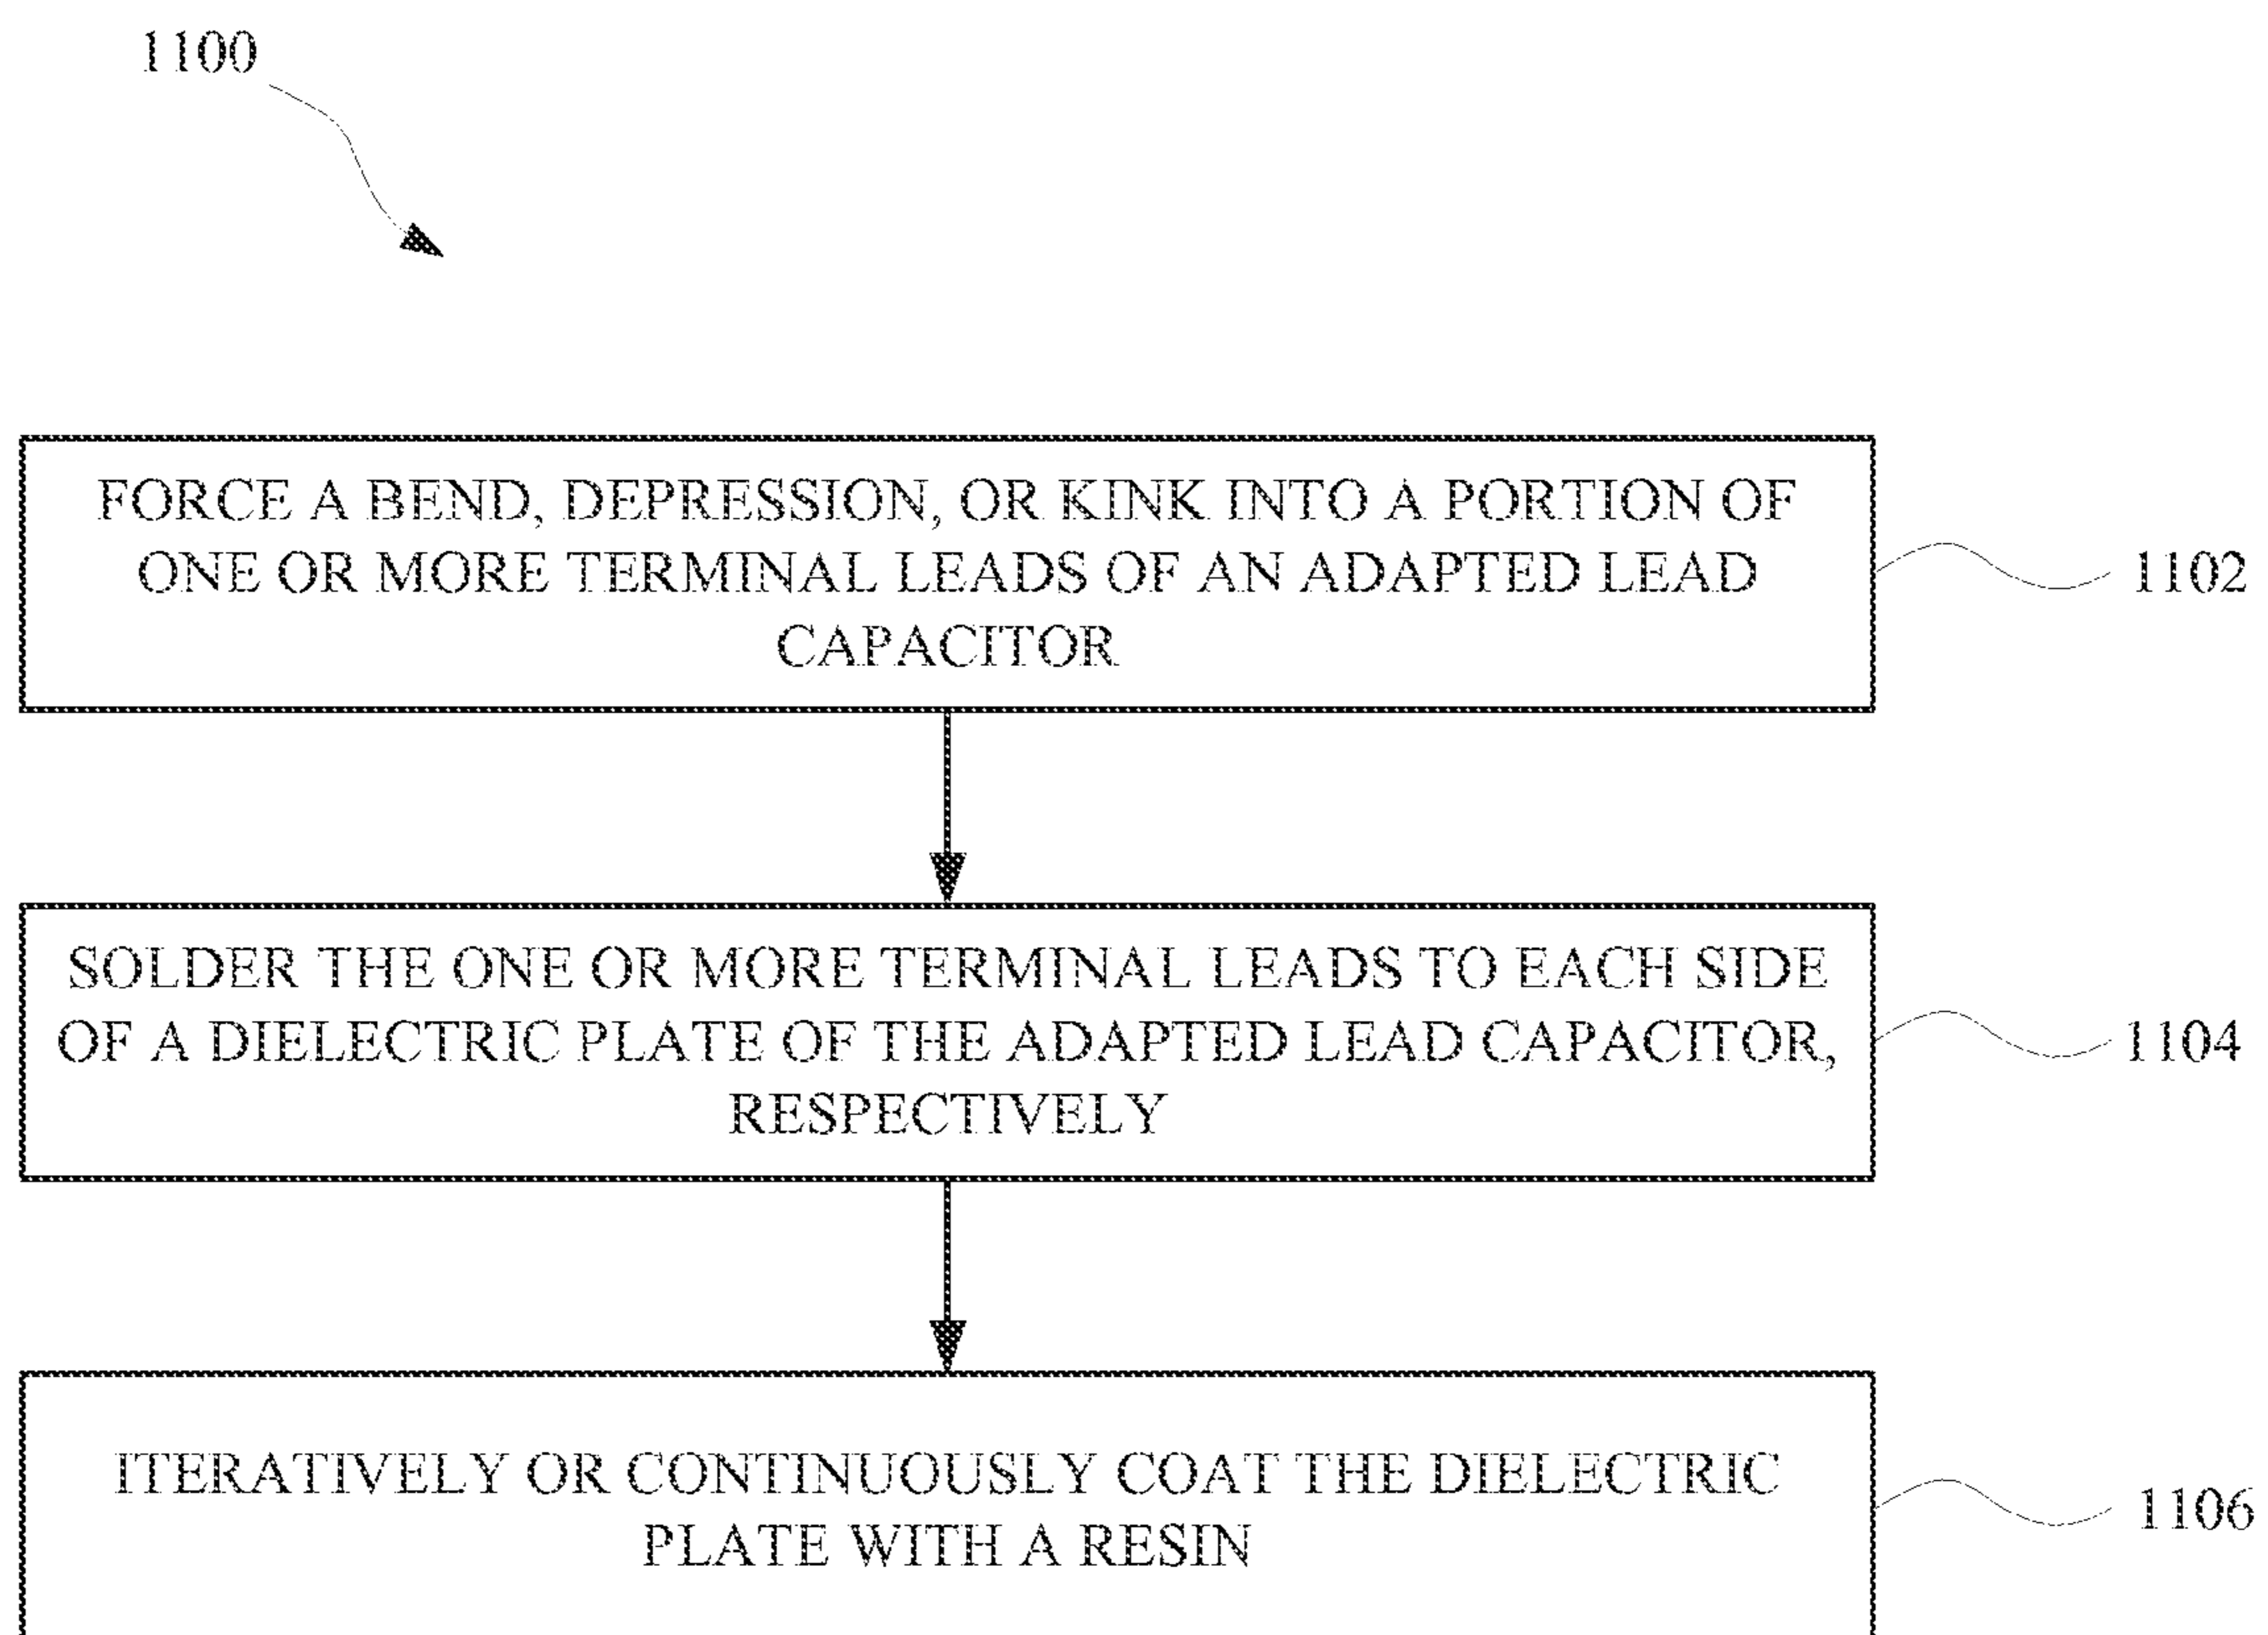 1100
FORCE A BEND, DEPRESSION, OR KINK INTO A PORTION OF
ONE OR MORE TERMINAL LEADS OF AN ADAPTED LEAD
CAPACITOR
1102
SOLDER THE ONE OR MORE TERMINAL LEADS TO EACH SIDE
OF A DIELECTRIC PLATE OF THE ADAPTED LEAD CAPACITOR,
RESPECTIVELY
1104
ITERATIVELY OR CONTINUOUSLY COAT THE DIELECTRIC
PLATE WITH A RESIN
1106